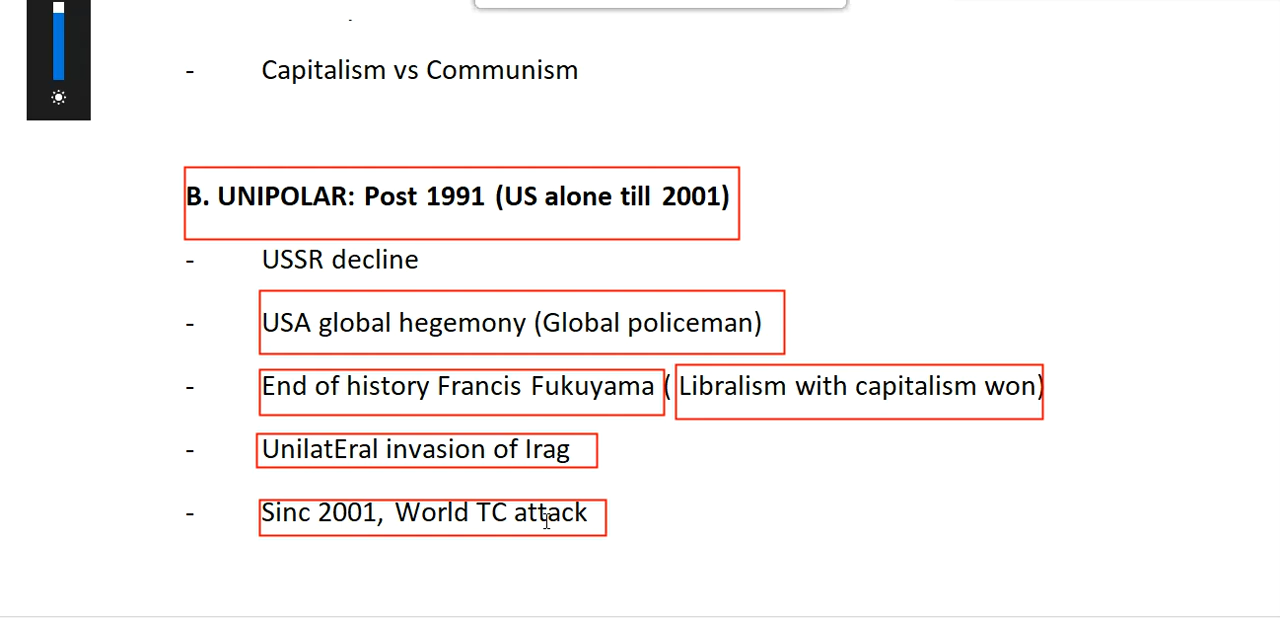 - Capitalism vs Communism
B. UNIPOLAR: Post 1991 (US alone till 2001)
- USSR decline
- USA global hegemony (Global policeman)
- End of history Francis Fukuyama ( Libralism with capitalism won)
- UnilatEral invasion of Irag
- Sinc 2001, World TC attack